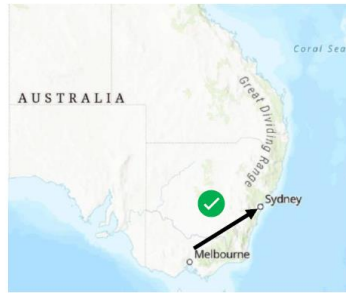 Coral Sea
Great Dividing Range
AUSTRALIA
Sydney
Melbourne